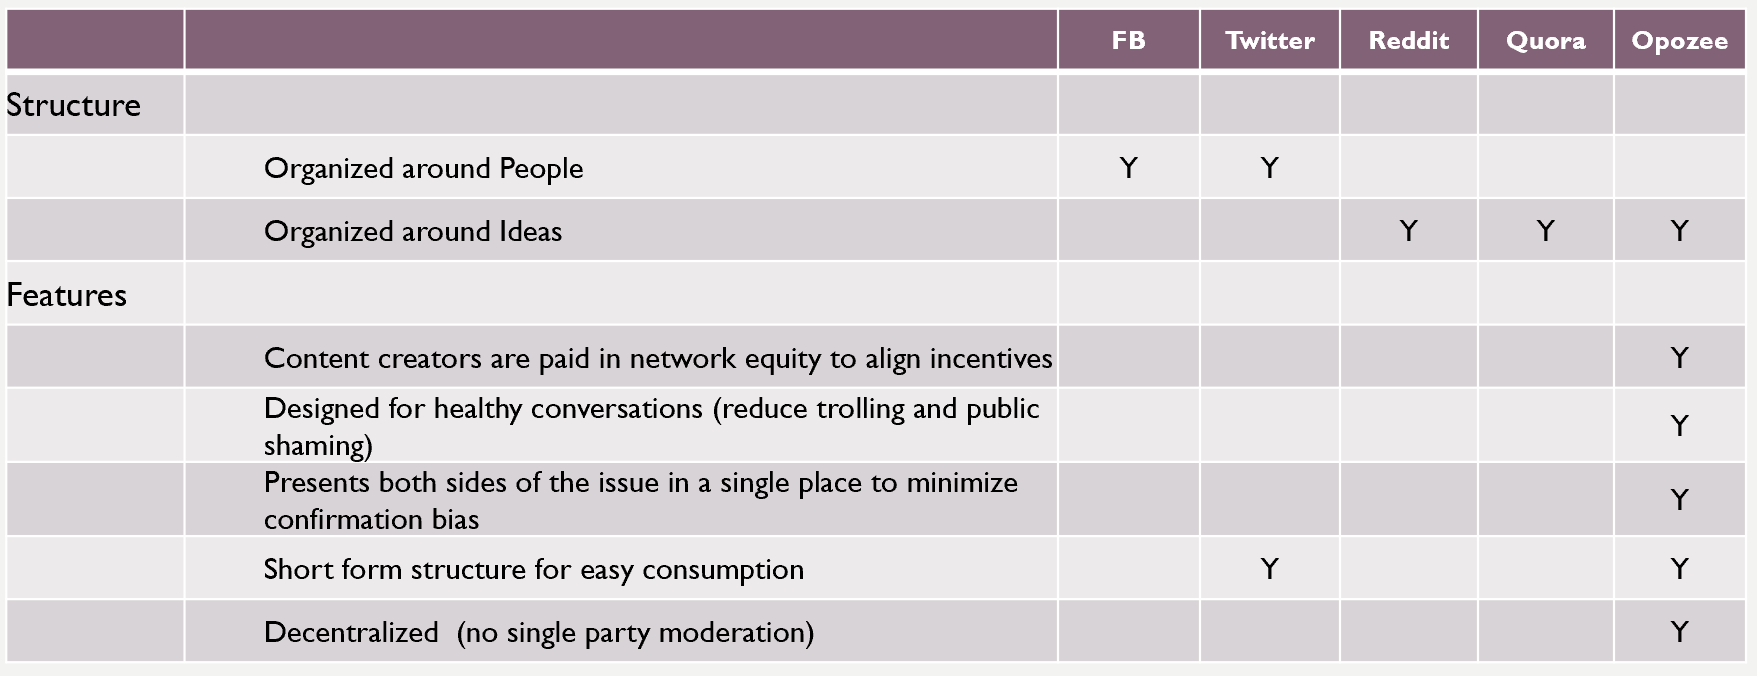 FB Twitter Reddit Quora Opozee
Structure
Organized around People Y Y
Organized around Ideas Y Y Y
Features
Content creators are paid in network equity to align incentives Y
Designed for healthy conversations (reduce trolling and public
shaming) Y
Presents both sides of the issue in a single place to minimize
confirmation bias Y
Short form structure for easy consumption Y Y
Decentralized (no single party moderation) Y